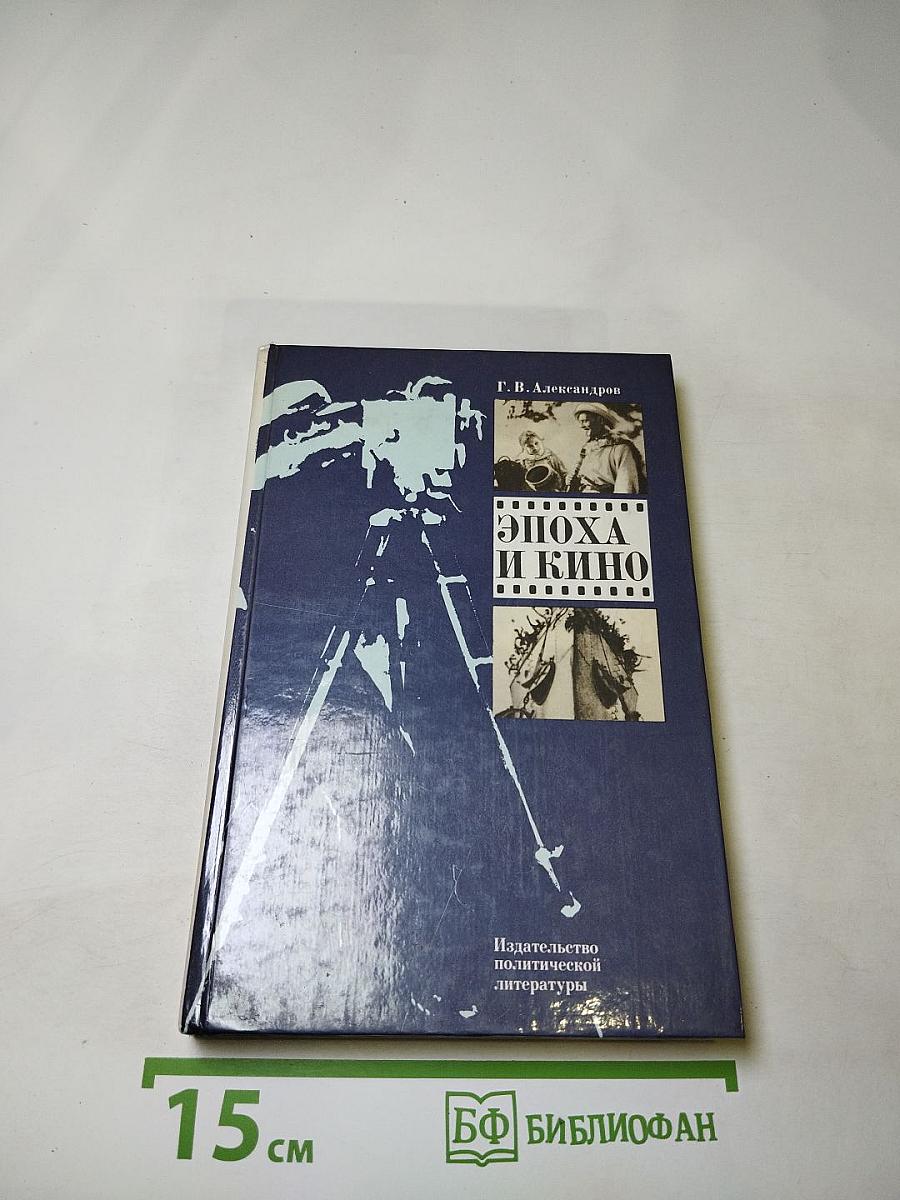 Г. В. Александров
ЭПОХА
И КИНО
Издательство
политической
литературы
15 см
БФ БИБЛИОФАН